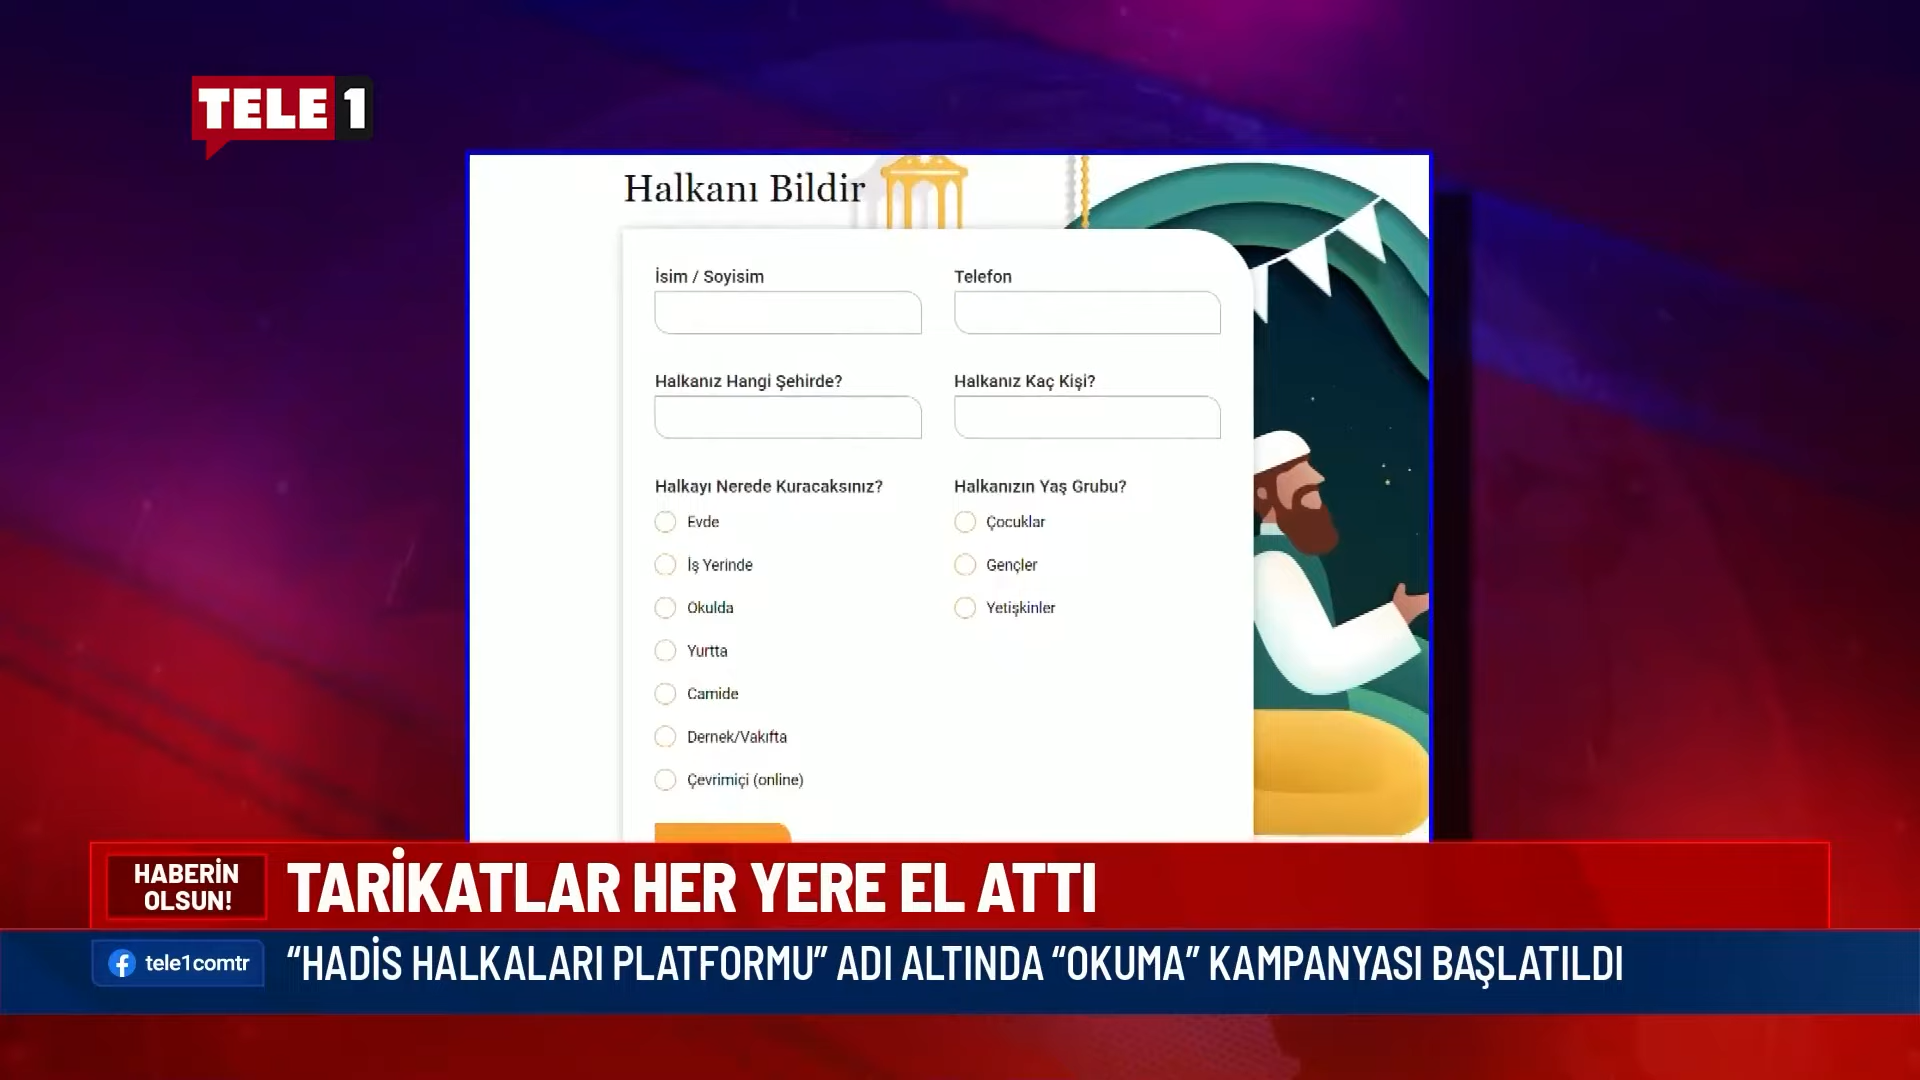 TELE 1
Halkanı Bildir
İsim / Soyisim
Telefon
Halkanız Hangi Şehirde?
Halkanız Kaç Kişi?
Halkayı Nerede Kuracaksınız?
Halkanızın Yaş Grubu?
Evde
Çocuklar
İş Yerinde
Gençler
Okulda
Yetişkinler
Yurtta
Camide
Dernek/Vakıfta
Çevrimiçi (online)
HABERİN
OLSUN!
TARİKATLAR HER YERE EL ATTI
tele1comtr
“HADİS HALKALARI PLATFORMU” ADI ALTINDA “OKUMA” KAMPANYASI BAŞLATILDI